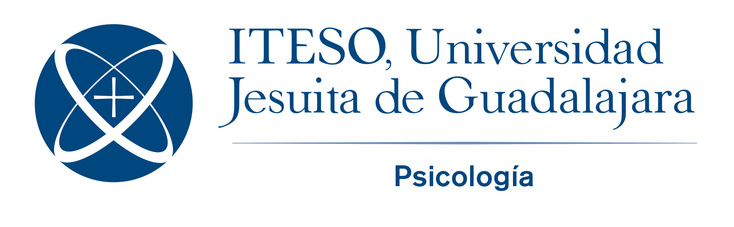 ITESO, Universidad
Jesuita de Guadalajara
Psicología